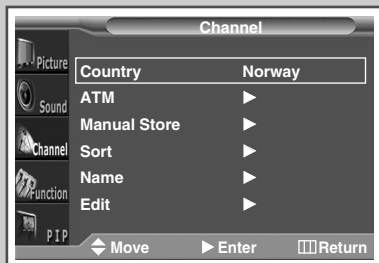 Channel
Picture
Sound
Channel
Function
PIP
Country Norway
ATM
Manual Store
Sort
Name
Edit
Move Enter Return